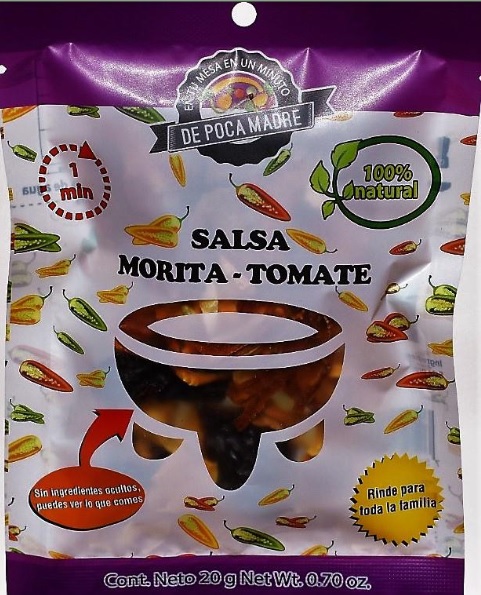 EN TU MESA EN UN MINUTO
DE POCA MADRE
1
min
100%
natural
SALSA
MORITA - TOMATE
Sin ingredientes ocultos,
puedes ver lo que comes
Rinde para
toda la familia
Cont. Neto 20 g Net Wt. 0.70 oz.